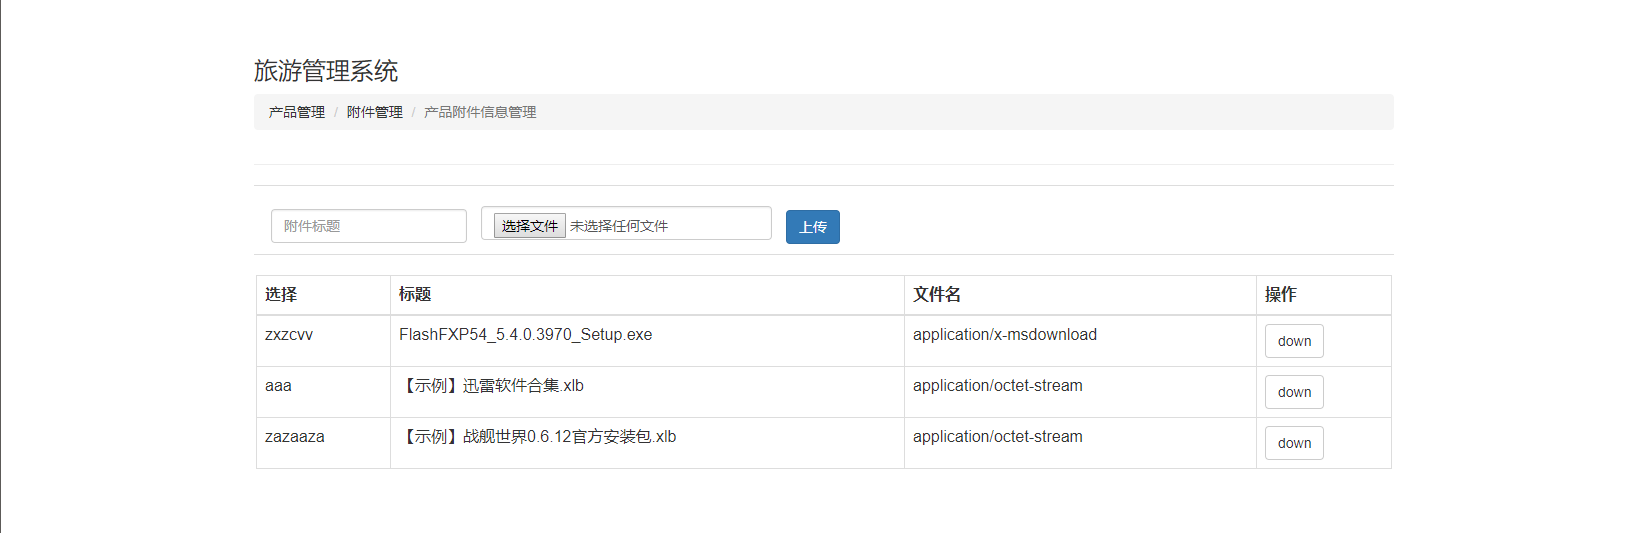 旅游管理系统
产品管理 / 附件管理 / 产品附件信息管理
附件标题 选择文件 未选择任何文件 上传
选择 标题 文件名 操作
zxzcvv FlashFXP54_5.4.0.3970_Setup.exe application/x-msdownload down
aaa 【示例】迅雷软件合集.xlb application/octet-stream down
zazaaza 【示例】战舰世界0.6.12官方安装包.xlb application/octet-stream down